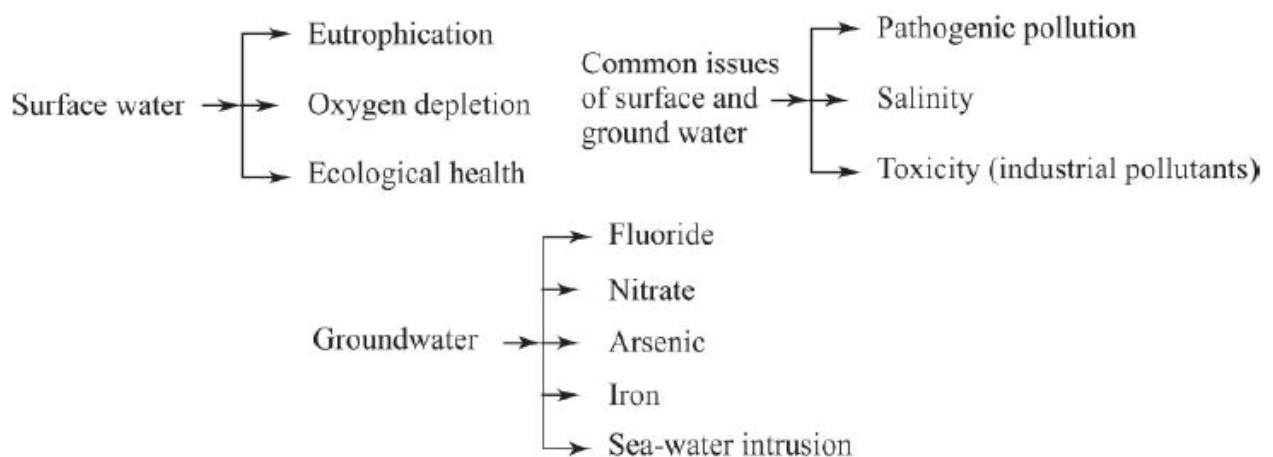 Surface water
Eutrophication
Oxygen depletion
Ecological health
Common issues
of surface and
ground water
Pathogenic pollution
Salinity
Toxicity (industrial pollutants)
Groundwater
Fluoride
Nitrate
Arsenic
Iron
Sea-water intrusion